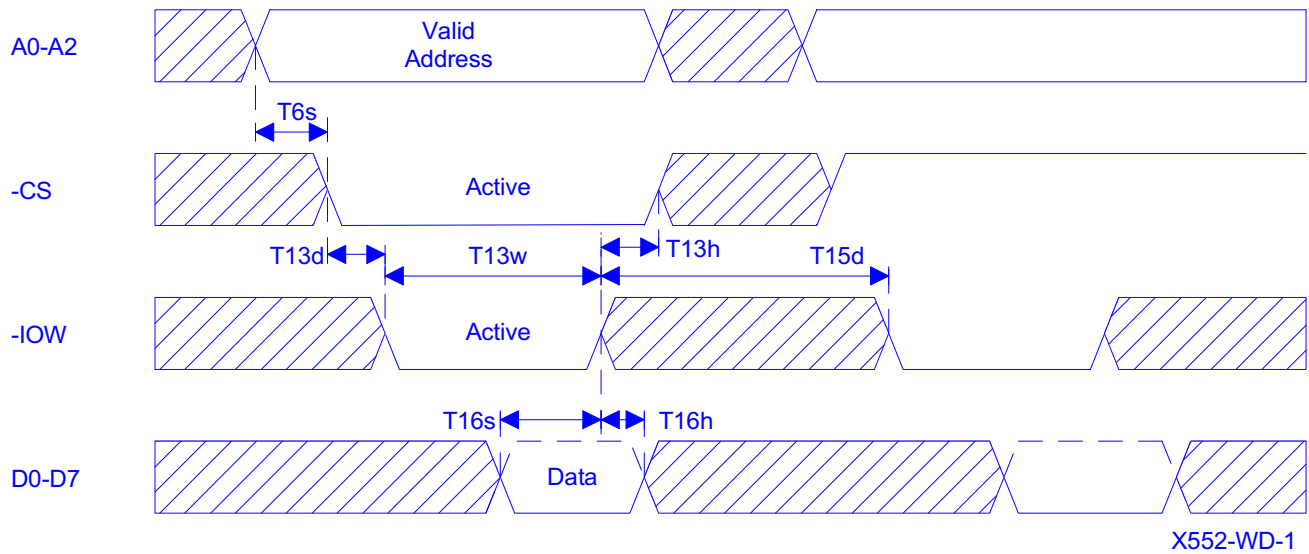 A0-A2
Valid
Address
T6s
-CS
Active
T13d
T13w
T13h
T15d
-IOW
Active
T16s
T16h
D0-D7
Data
X552-WD-1